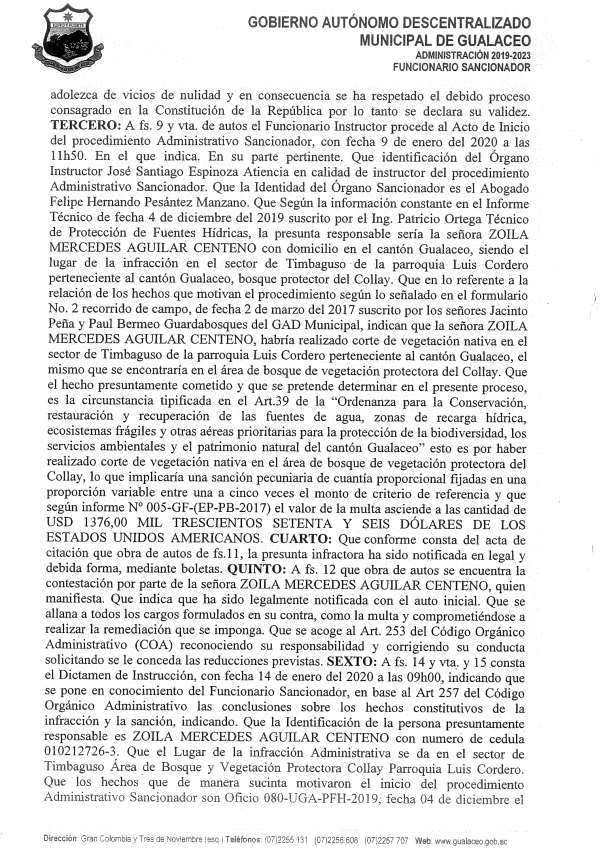 GOBIERNO AUTÓNOMO DESCENTRALIZADO
MUNICIPAL DE GUALACEO
ADMINISTRACIÓN 2019-2023
FUNCIONARIO SANCIONADOR
adolezca de vicios de nulidad y en consecuencia se ha respetado el debido proceso
consagrado en la Constitución de la República por lo tanto se declara su validez.
TERCERO: A fs. 9 y vta. de autos el Funcionario Instructor procede al Acto de Inicio
del procedimiento Administrativo Sancionador, con fecha 9 de enero del 2020 a las
11h50. En el que indica. En su parte pertinente. Que identificación del Órgano
Instructor José Santiago Espinoza Atiencia en calidad de instructor del procedimiento
Administrativo Sancionador. Que la Identidad del Órgano Sancionador es el Abogado
Felipe Hernando Pesántez Manzano. Que Según la información constante en el Informe
Técnico de fecha 4 de diciembre del 2019 suscrito por el Ing. Patricio Ortega Técnico
de Protección de Fuentes Hídricas, la presunta responsable sería la señora ZOILA
MERCEDES AGUILAR CENTENO con domicilio en el cantón Gualaceo, siendo el
lugar de la infracción en el sector de Timbaguso de la parroquia Luis Cordero
perteneciente al cantón Gualaceo, bosque protector del Collay. Que en lo referente a la
relación de los hechos que motivan el procedimiento según lo señalado en el formulario
No. 2 recorrido de campo, de fecha 2 de marzo del 2017 suscrito por los señores Jacinto
Peña y Paul Bermeo Guardabosques del GAD Municipal, indican que la señora ZOILA
MERCEDES AGUILAR CENTENO, habría realizado corte de vegetación nativa en el
sector de Timbaguso de la parroquia Luis Cordero perteneciente al cantón Gualaceo, el
mismo que se encontraría en el área de bosque de vegetación protectora del Collay. Que
el hecho presuntamente cometido y que se pretende determinar en el presente proceso,
es la circunstancia tipificada en el Art.39 de la “Ordenanza para la Conservación,
restauración y recuperación de las fuentes de agua, zonas de recarga hídrica,
ecosistemas frágiles y otras aéreas prioritarias para la protección de la biodiversidad, los
servicios ambientales y el patrimonio natural del cantón Gualaceo” esto es por haber
realizado corte de vegetación nativa en el área de bosque de vegetación protectora del
Collay, lo que implicaría una sanción pecuniaria de cuantía proporcional fijadas en una
proporción variable entre una a cinco veces el monto de criterio de referencia y que
según informe Nº 005-GF-(EP-PB-2017) el valor de la multa asciende a las cantidad de
USD 1376,00 MIL TRESCIENTOS SETENTA Y SEIS DÓLARES DE LOS
ESTADOS UNIDOS AMERICANOS. CUARTO: Que conforme consta del acta de
citación que obra de autos de fs.11, la presunta infractora ha sido notificada en legal y
debida forma, mediante boletas. QUINTO: A fs. 12 que obra de autos se encuentra la
contestación por parte de la señora ZOILA MERCEDES AGUILAR CENTENO, quien
manifiesta. Que indica que ha sido legalmente notificada con el auto inicial. Que se
allana a todos los cargos formulados en su contra, como la multa y comprometiéndose a
realizar la remediación que se imponga. Que se acoge al Art. 253 del Código Orgánico
Administrativo (COA) reconociendo su responsabilidad y corrigiendo su conducta
solicitando se le conceda las reducciones previstas. SEXTO: A fs. 14 y vta. y 15 consta
el Dictamen de Instrucción, con fecha 14 de enero del 2020 a las 09h00, indicando que
se pone en conocimiento del Funcionario Sancionador, en base al Art 257 del Código
Orgánico Administrativo las conclusiones sobre los hechos constitutivos de la
infracción y la sanción, indicando. Que la Identificación de la persona presuntamente
responsable es ZOILA MERCEDES AGUILAR CENTENO con numero de cedula
010212726-3. Que el Lugar de la infracción Administrativa se da en el sector de
Timbaguso Área de Bosque y Vegetación Protectora Collay Parroquia Luis Cordero.
Que los hechos que de manera sucinta motivaron el inicio del procedimiento
Administrativo Sancionador son Oficio 080-UGA-PFH-2019; fecha 04 de diciembre el
Dirección: Gran Colombia y Tres de Noviembre (esq.) Teléfonos: (07)2255 131 (07)2256 608 (07)2257 707 Web: www.gualaceo.gob.ec